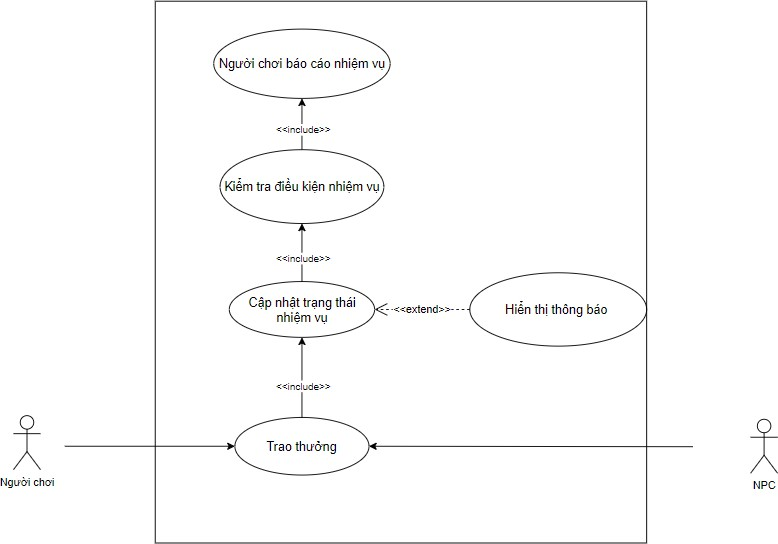 Người chơi báo cáo nhiệm vụ
<<include>>
Kiểm tra điều kiện nhiệm vụ
<<include>>
Cập nhật trạng thái
nhiệm vụ
<<extend>>
Hiển thị thông báo
<<include>>
Trao thưởng
Người chơi
NPC